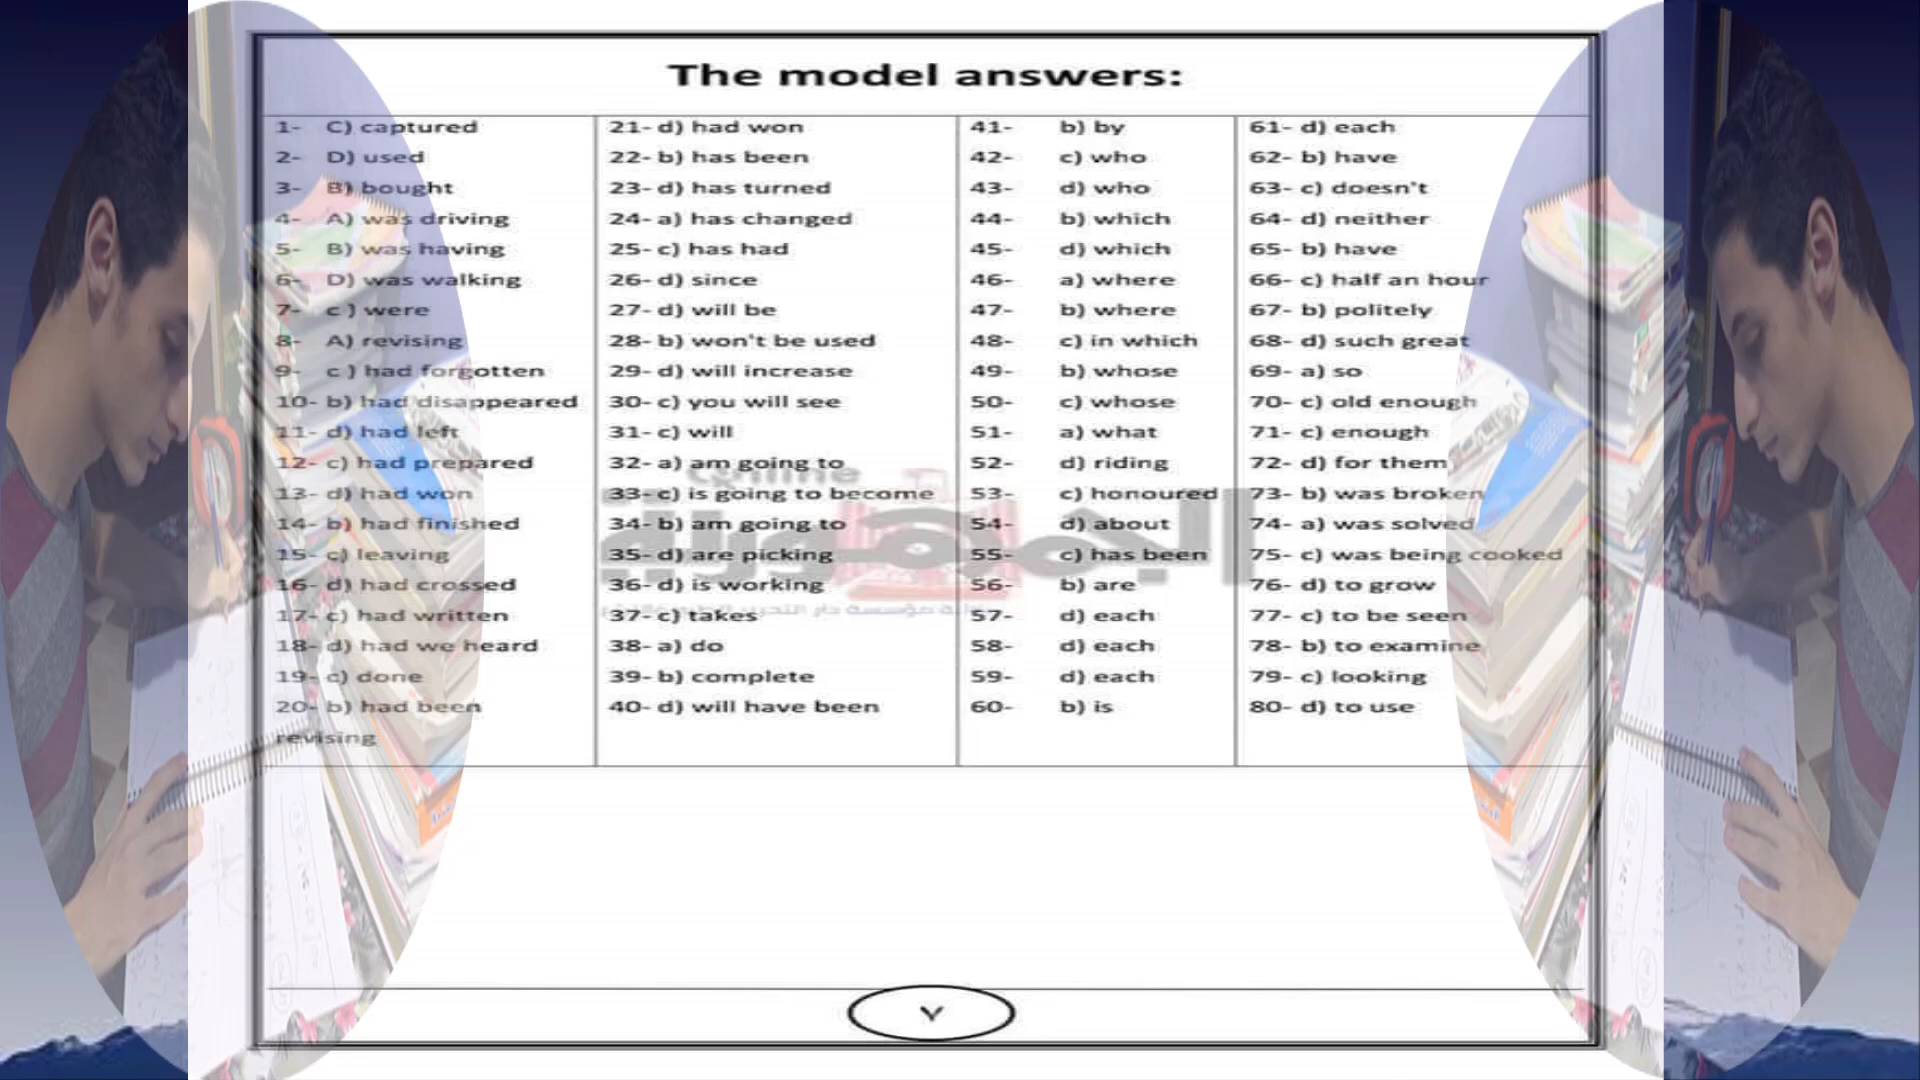 The model answers:
1- C) captured
2- D) used
3- B) bought
4- A) was driving
5- B) was having
6- D) was walking
7- c ) were
8- A) revising
9- c ) had forgotten
10- b) had disappeared
11- d) had left
12- c) had prepared
13- d) had won
14- b) had finished
15- c) leaving
16- d) had crossed
17- c) had written
18- d) had we heard
19- c) done
20- b) had been
revising
21- d) had won
22- b) has been
23- d) has turned
24- a) has changed
25- c) has had
26- d) since
27- d) will be
28- b) won't be used
29- d) will increase
30- c) you will see
31- c) will
32- a) am going to
33- c) is going to become
34- b) am going to
35- d) are picking
36- d) is working
37- c) takes
38- a) do
39- b) complete
40- d) will have been
41- b) by
42- c) who
43- d) who
44- b) which
45- d) which
46- a) where
47- b) where
48- c) in which
49- b) whose
50- c) whose
51- a) what
52- d) riding
53- c) honoured
54- d) about
55- c) has been
56- b) are
57- d) each
58- d) each
59- d) each
60- b) is
61- d) each
62- b) have
63- c) doesn't
64- d) neither
65- b) have
66- c) half an hour
67- b) politely
68- d) such great
69- a) so
70- c) old enough
71- c) enough
72- d) for them
73- b) was broken
74- a) was solved
75- c) was being cooked
76- d) to grow
77- c) to be seen
78- b) to examine
79- c) looking
80- d) to use
الجمهورية
٧